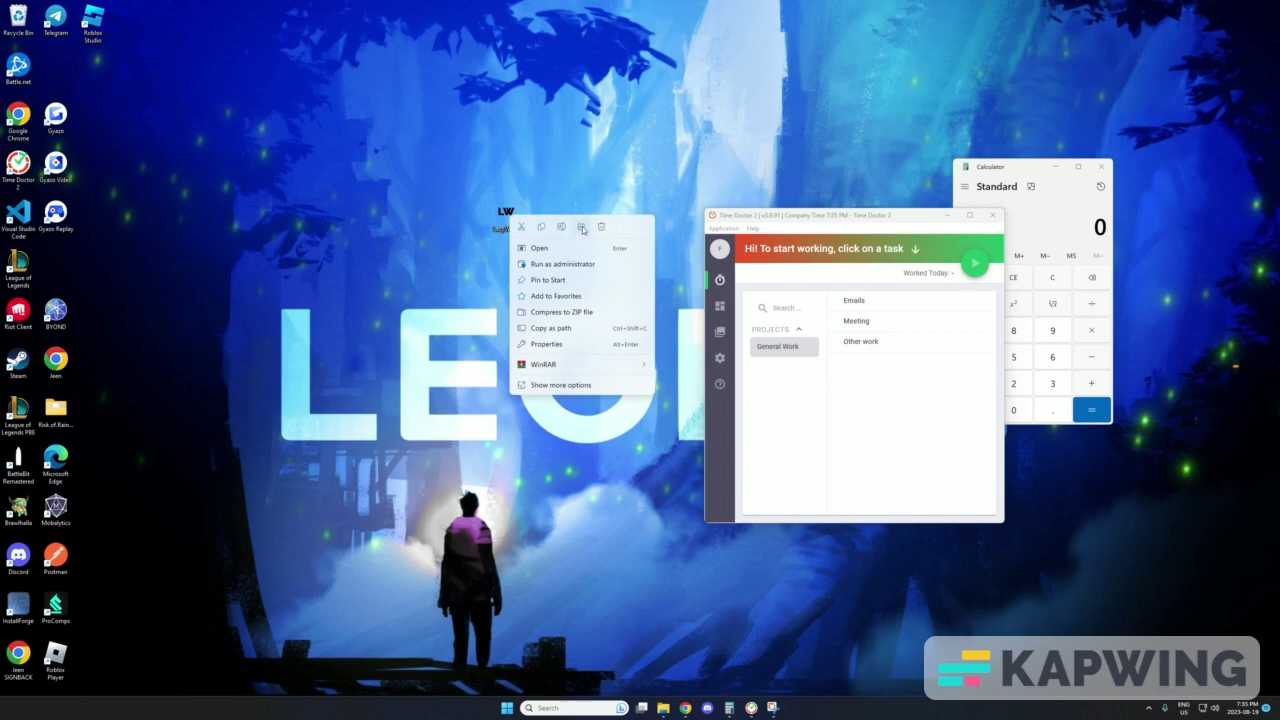 Recycle Bin
Telegram
Roblox
Studio
Battle.net
Google
Chrome
Gyazo
Time Doctor
2
Gyazo Video
Visual Studio
Code
Gyazo Replay
League of
Legends
Riot Client
BYOND
Steam
Jeen
League of
Legends PBE
Risk.of.Rain...
BattleBit
Remastered
Microsoft
Edge
Brawlhalla
Mobalytics
Discord
Postman
InstallForge
ProComps
Jeen
SIGNBACK
Roblox
Player
LW
Open Enter
Run as administrator
Pin to Start
Add to Favorites
Compress to ZIP file
Copy as path Ctrl+Shift+C
Properties Alt+Enter
WinRAR
Show more options
Time Doctor 2 | v3.9.91 | Company Time 7:35 PM - Time Doctor 2
Application Help
F
Hi! To start working, click on a task
Worked Today: -
Search ...
PROJECTS
General Work
Emails
Meeting
Other work
Calculator
Standard
0
M+ M− MS
CE C
x²
8 9 ×
5 6 −
2 3 +
0 . =
KAPWING
Search
ENG
US
7:35 PM
2023-08-19